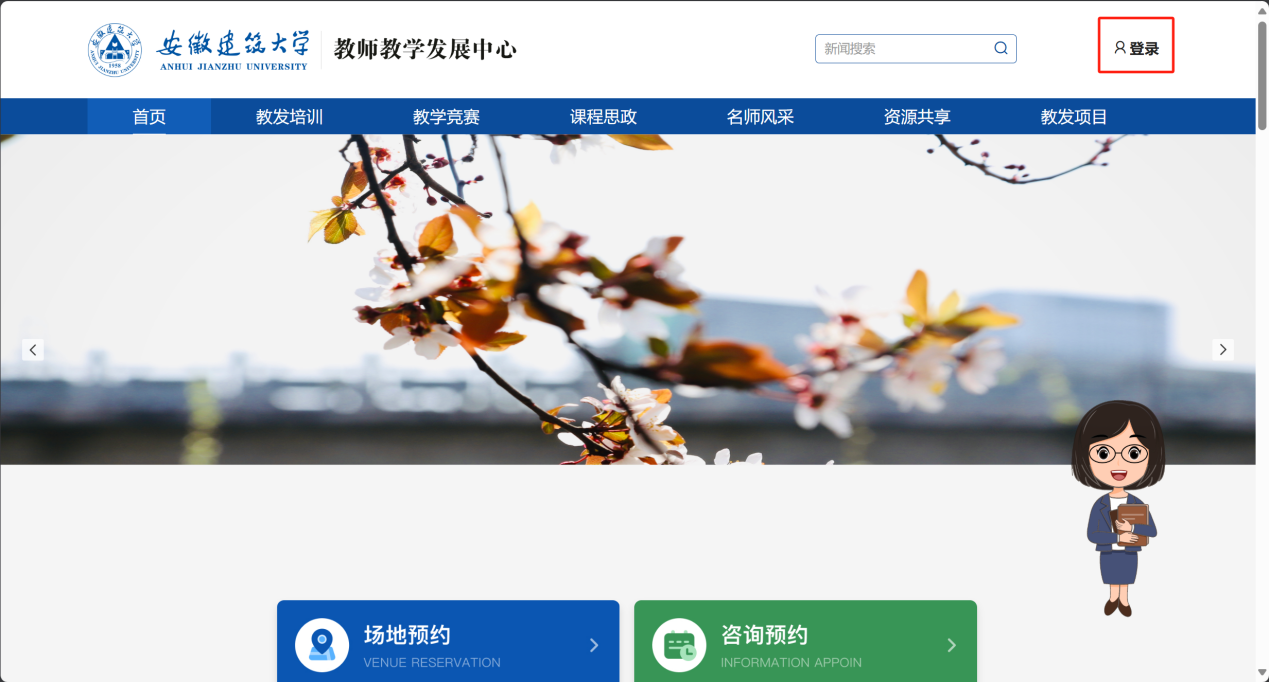 安徽建筑大学
ANHUI JIANZHU UNIVERSITY
1958
教师教学发展中心
新闻搜索
登录
首页 教发培训 教学竞赛 课程思政 名师风采 资源共享 教发项目
场地预约
VENUE RESERVATION
咨询预约
INFORMATION APPOIN